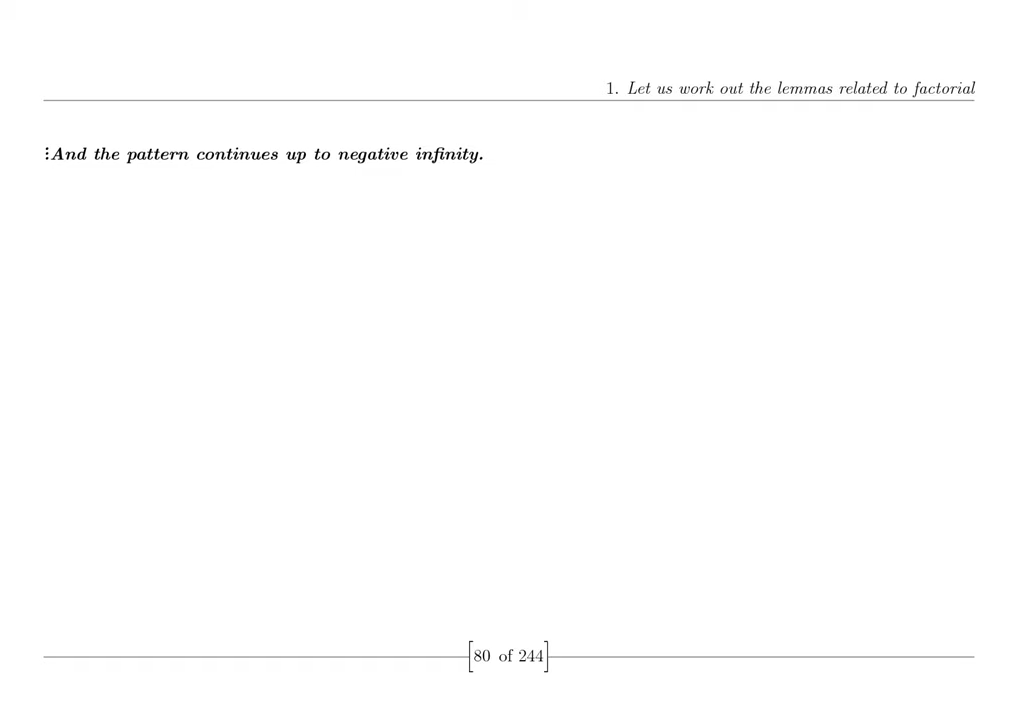 1. Let us work out the lemmas related to factorial
⋮And the pattern continues up to negative infinity.
80 of 244